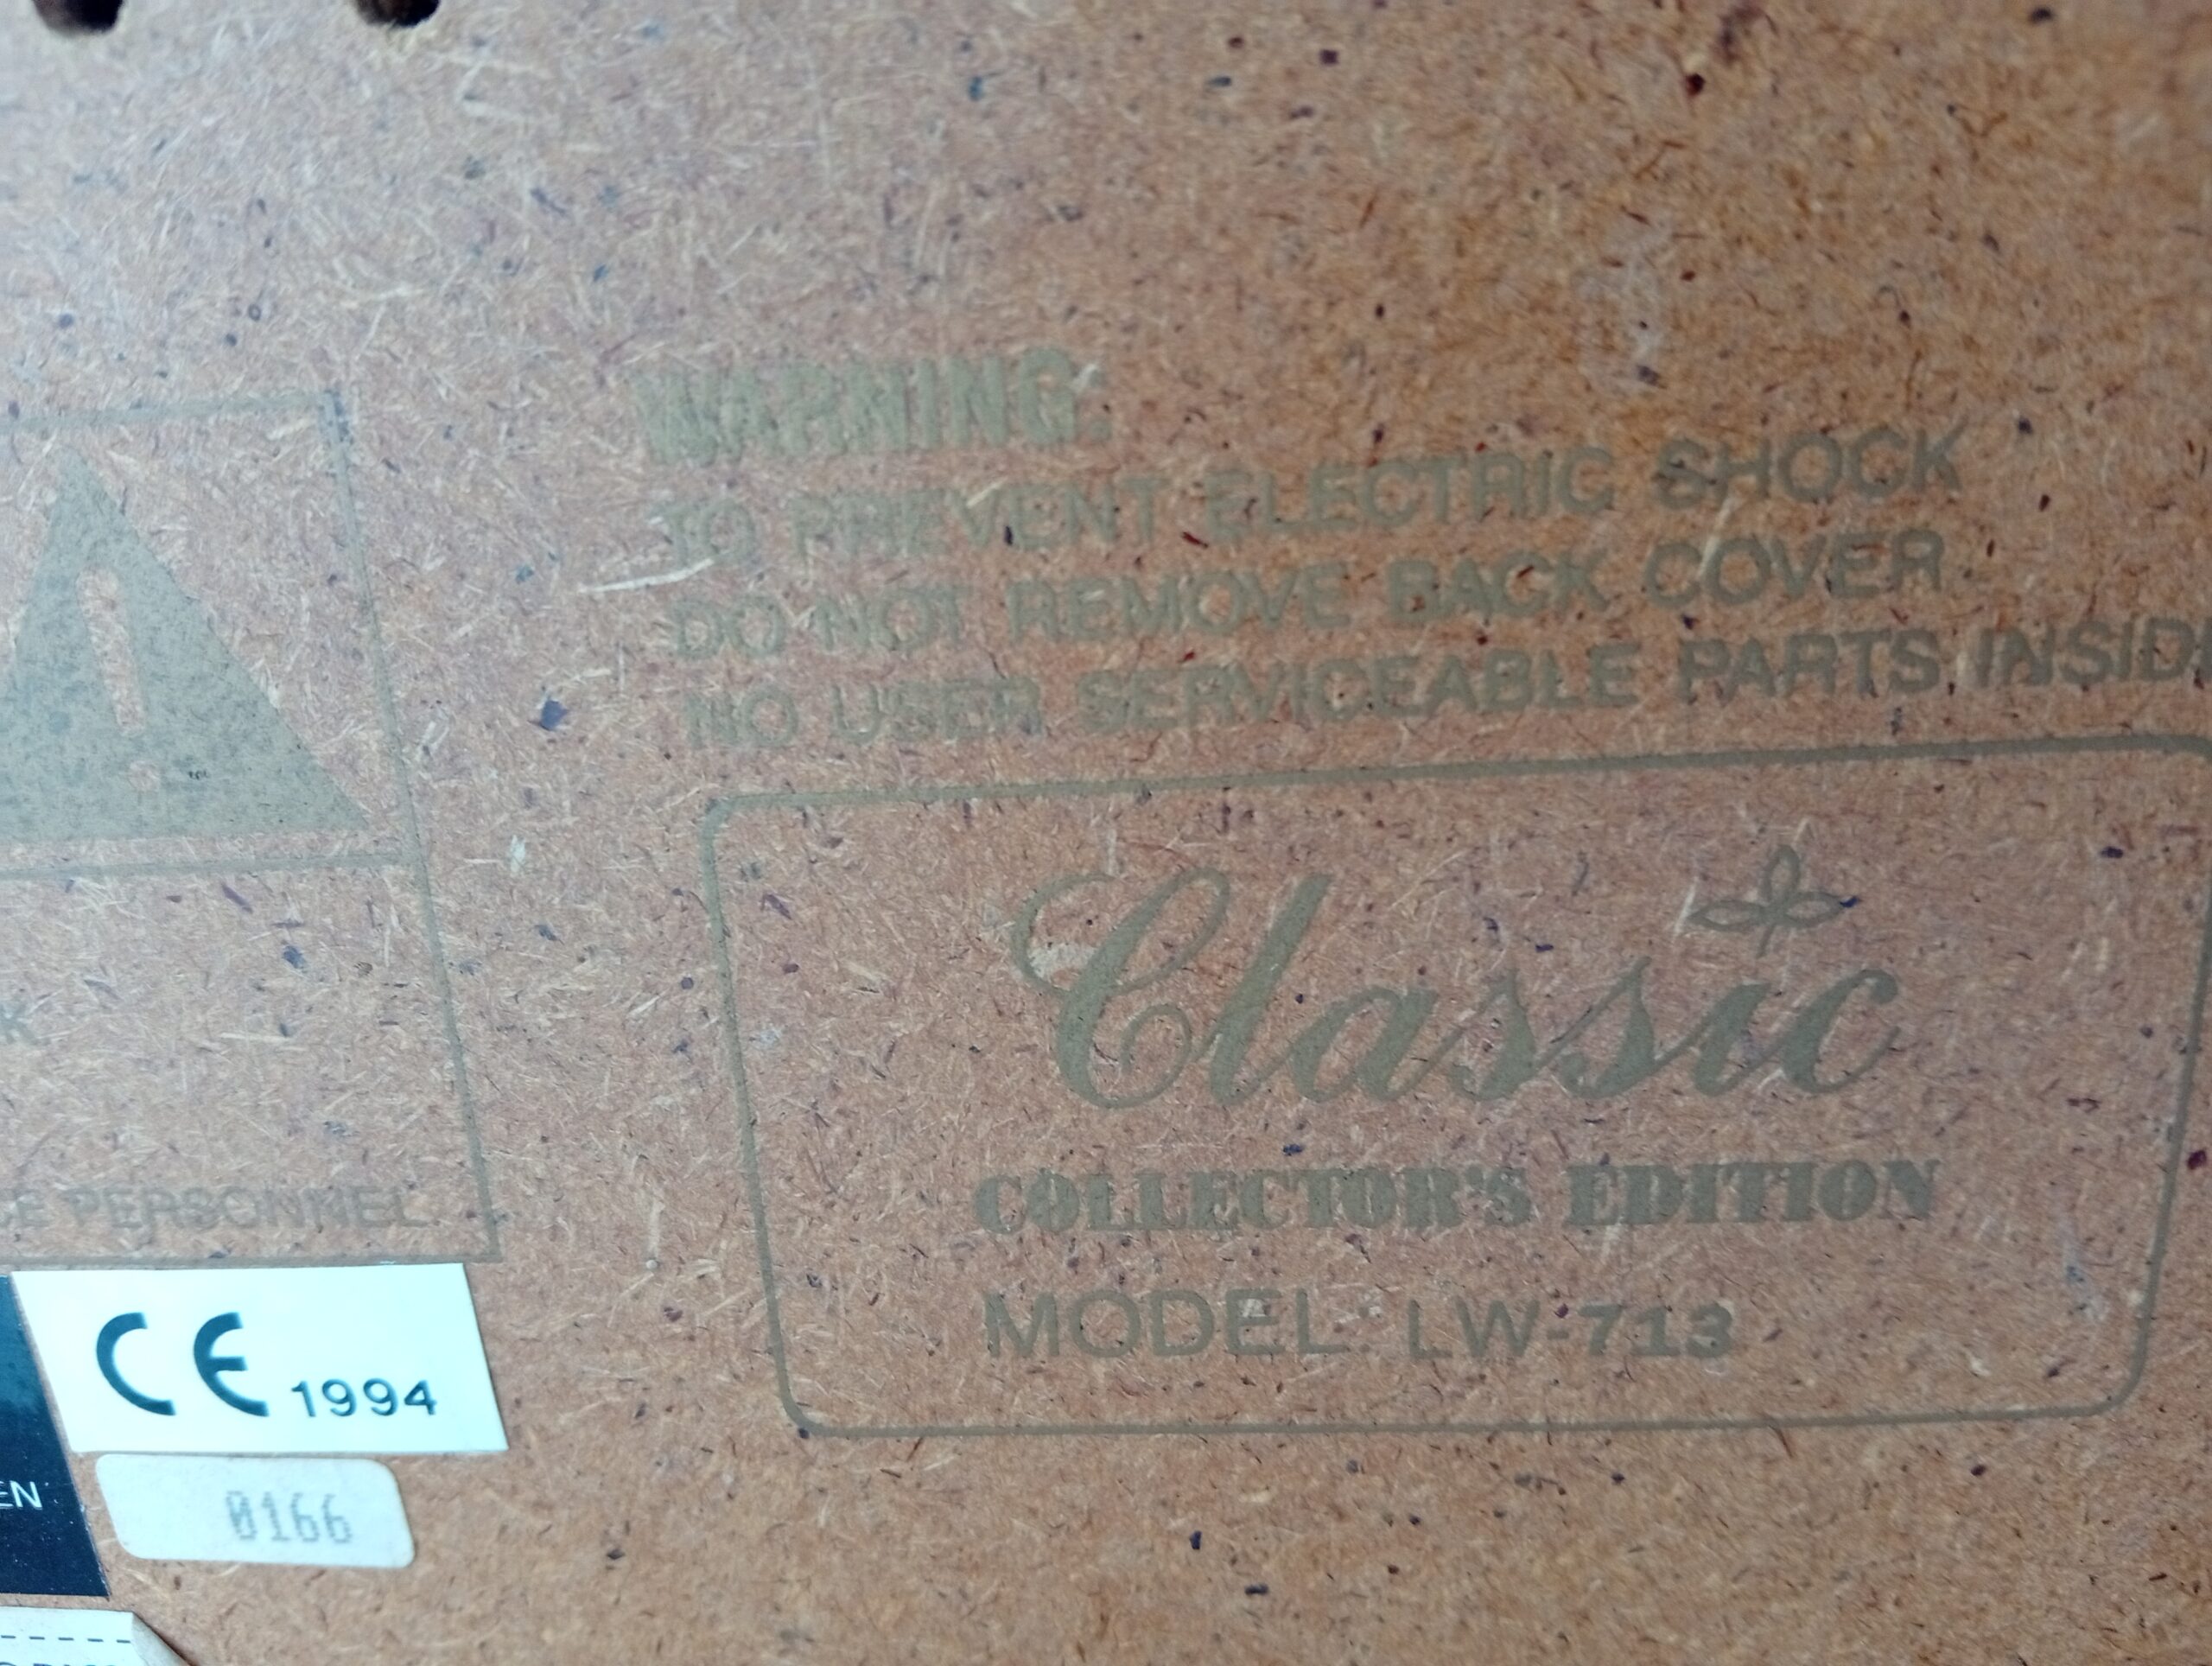 WARNING:
TO PREVENT ELECTRIC SHOCK
DO NOT REMOVE BACK COVER
NO USER SERVICEABLE PARTS INSID
Classic
COLLECTOR'S EDITION
MODEL: LW-713
K
CE PERSONNEL
CE 1994
EN
0166